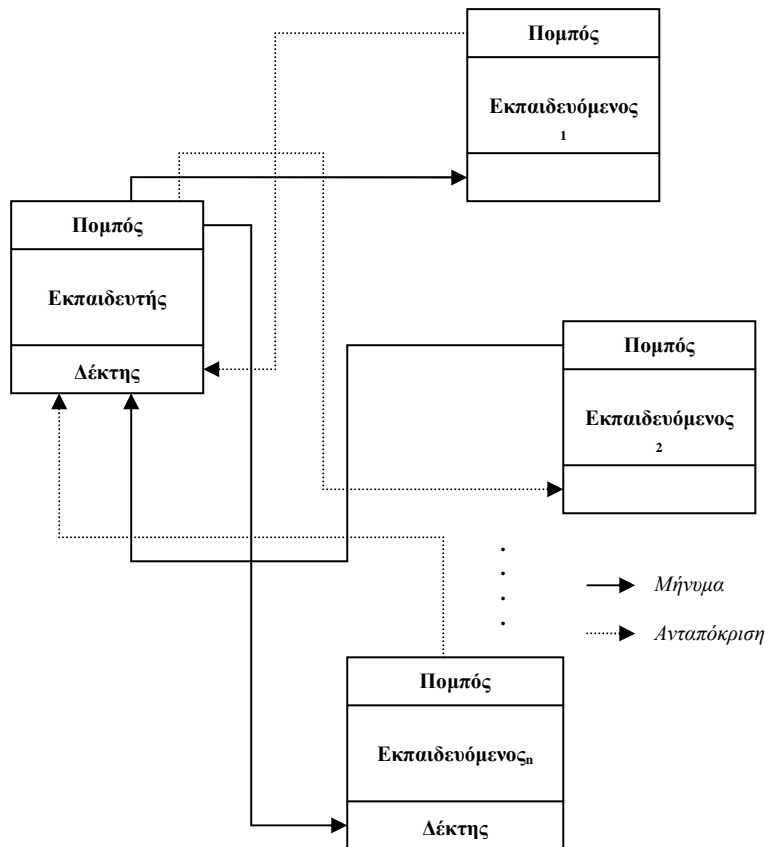 Πομπός
Εκπαιδευόμενος
1
Πομπός
Εκπαιδευτής
Δέκτης
Πομπός
Εκπαιδευόμενος
2
Μήνυμα
Ανταπόκριση
Πομπός
Εκπαιδευόμενοςn
Δέκτης